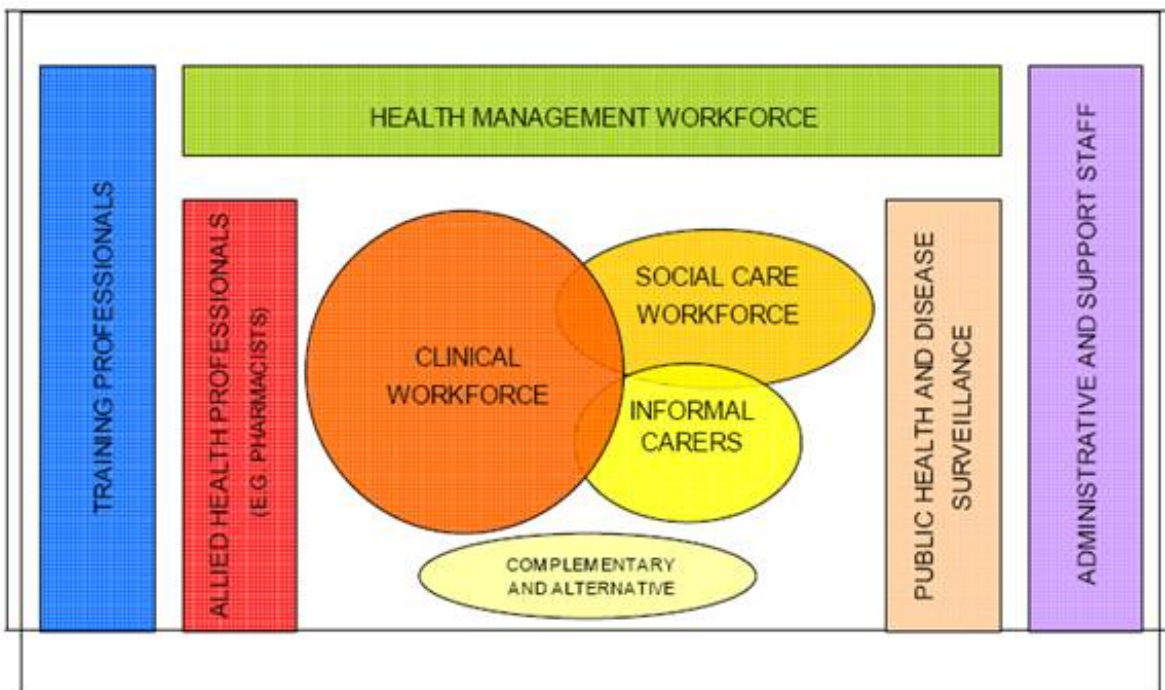 HEALTH MANAGEMENT WORKFORCE
TRAINING PROFESSIONALS
ALLIED HEALTH PROFESSIONALS
(E.G. PHARMACISTS)
CLINICAL
WORKFORCE
SOCIAL CARE
WORKFORCE
INFORMAL
CARERS
COMPLEMENTARY
AND ALTERNATIVE
PUBLIC HEALTH AND DISEASE
SURVEILLANCE
ADMINISTRATIVE AND SUPPORT STAFF